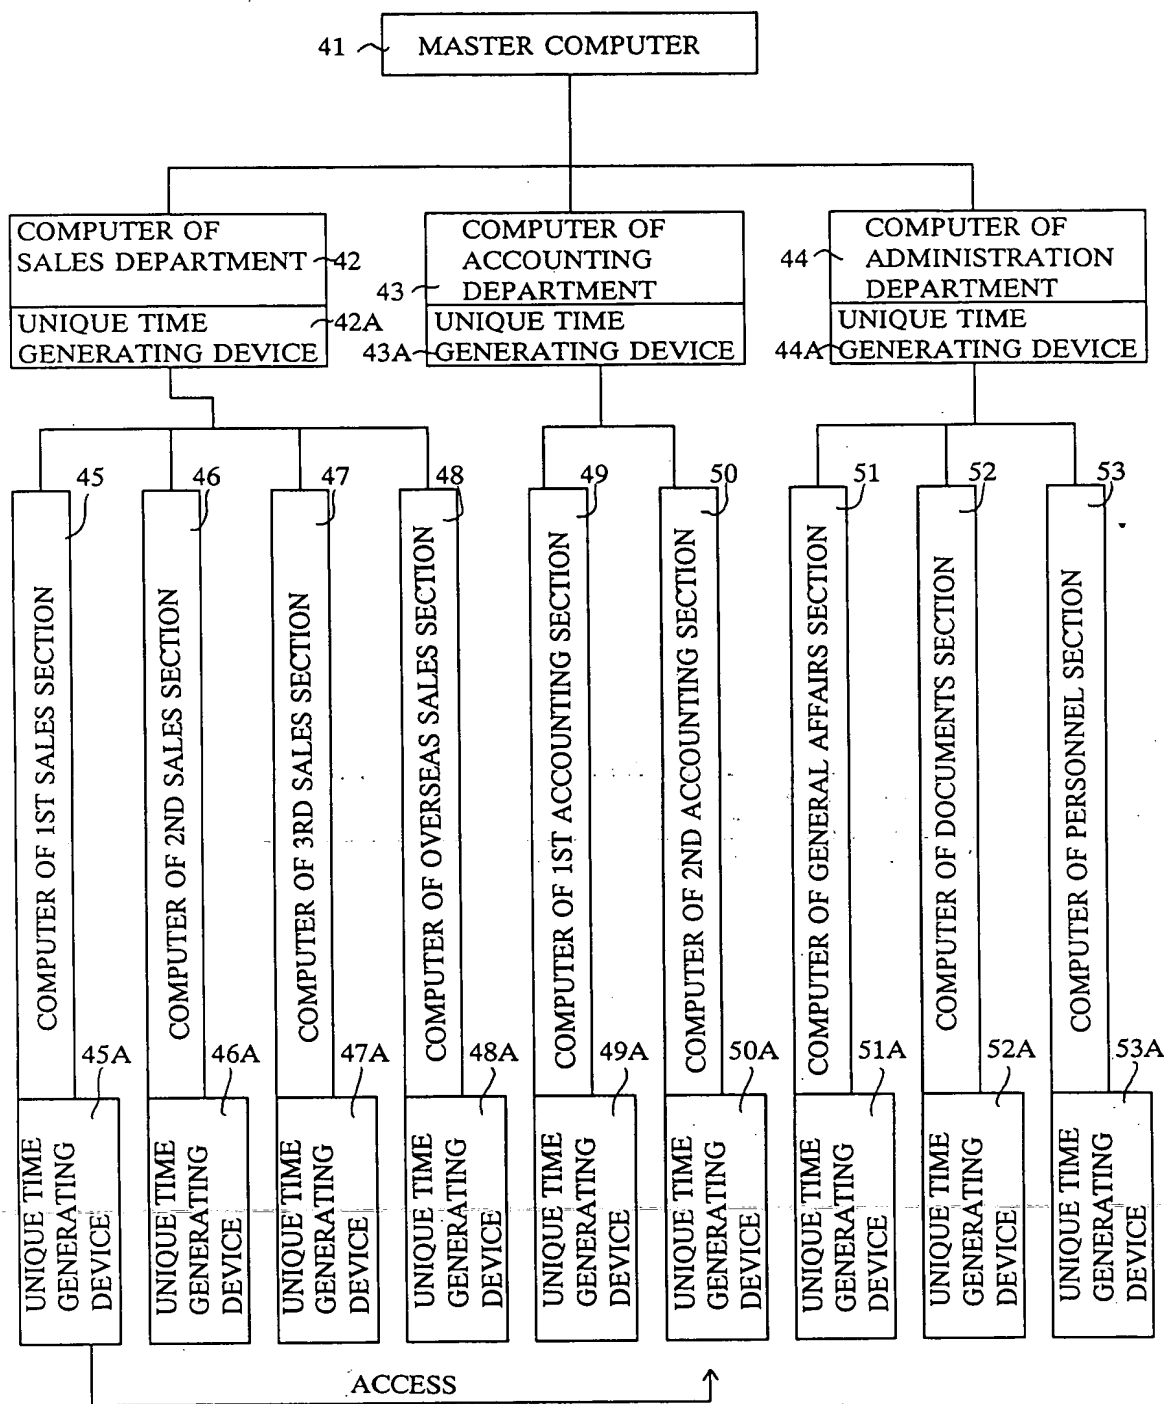 41
MASTER COMPUTER
COMPUTER OF
SALES DEPARTMENT
42
UNIQUE TIME
42A
GENERATING DEVICE
COMPUTER OF
ACCOUNTING
43
DEPARTMENT
UNIQUE TIME
43A
GENERATING DEVICE
COMPUTER OF
44
ADMINISTRATION
DEPARTMENT
UNIQUE TIME
44A
GENERATING DEVICE
45
46
47
48
49
50
51
52
53
COMPUTER OF 1ST SALES SECTION
COMPUTER OF 2ND SALES SECTION
COMPUTER OF 3RD SALES SECTION
COMPUTER OF OVERSEAS SALES SECTION
COMPUTER OF 1ST ACCOUNTING SECTION
COMPUTER OF 2ND ACCOUNTING SECTION
COMPUTER OF GENERAL AFFAIRS SECTION
COMPUTER OF DOCUMENTS SECTION
COMPUTER OF PERSONNEL SECTION
45A
46A
47A
48A
49A
50A
51A
52A
53A
UNIQUE TIME
GENERATING
DEVICE
UNIQUE TIME
GENERATING
DEVICE
UNIQUE TIME
GENERATING
DEVICE
UNIQUE TIME
GENERATING
DEVICE
UNIQUE TIME
GENERATING
DEVICE
UNIQUE TIME
GENERATING
DEVICE
UNIQUE TIME
GENERATING
DEVICE
UNIQUE TIME
GENERATING
DEVICE
UNIQUE TIME
GENERATING
DEVICE
ACCESS